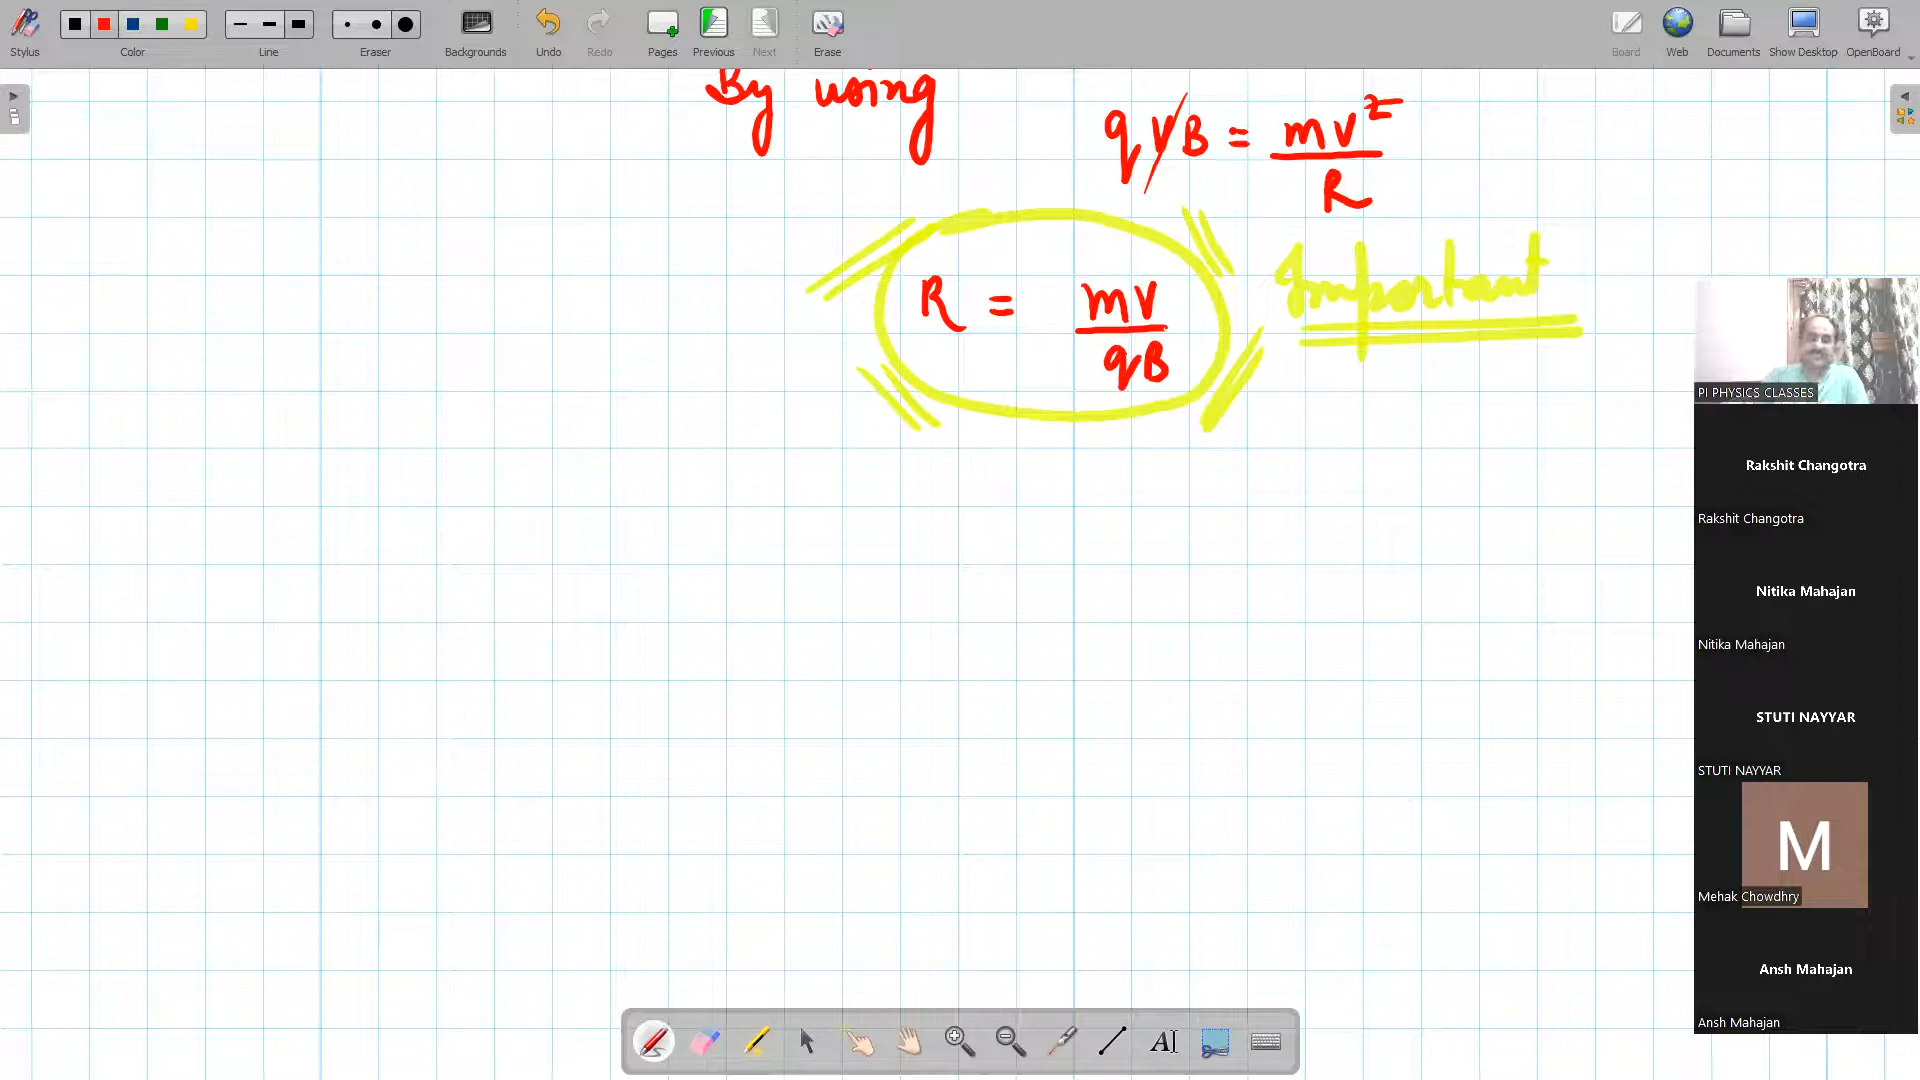 Stylus
Color
Line
Eraser
Backgrounds
Undo
Redo
Pages
Previous
Next
Erase
Board
Web
Documents
Show Desktop
OpenBoard
By using
qvB = mv²/R
R = mv/qB
Important
PI PHYSICS CLASSES
Rakshit Changotra
Rakshit Changotra
Nitika Mahajan
Nitika Mahajan
STUTI NAYYAR
STUTI NAYYAR
M
Mehak Chowdhry
Ansh Mahajan
Ansh Mahajan
AI